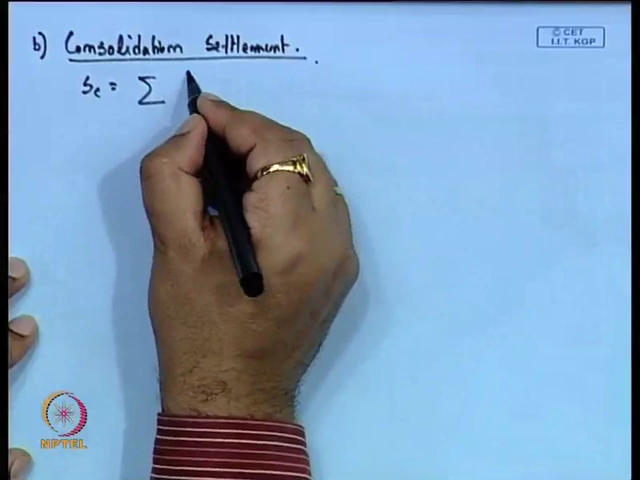 b) Consolidation Settlement.
Sc = Σ
© CET
I.I.T. KGP
NPTEL